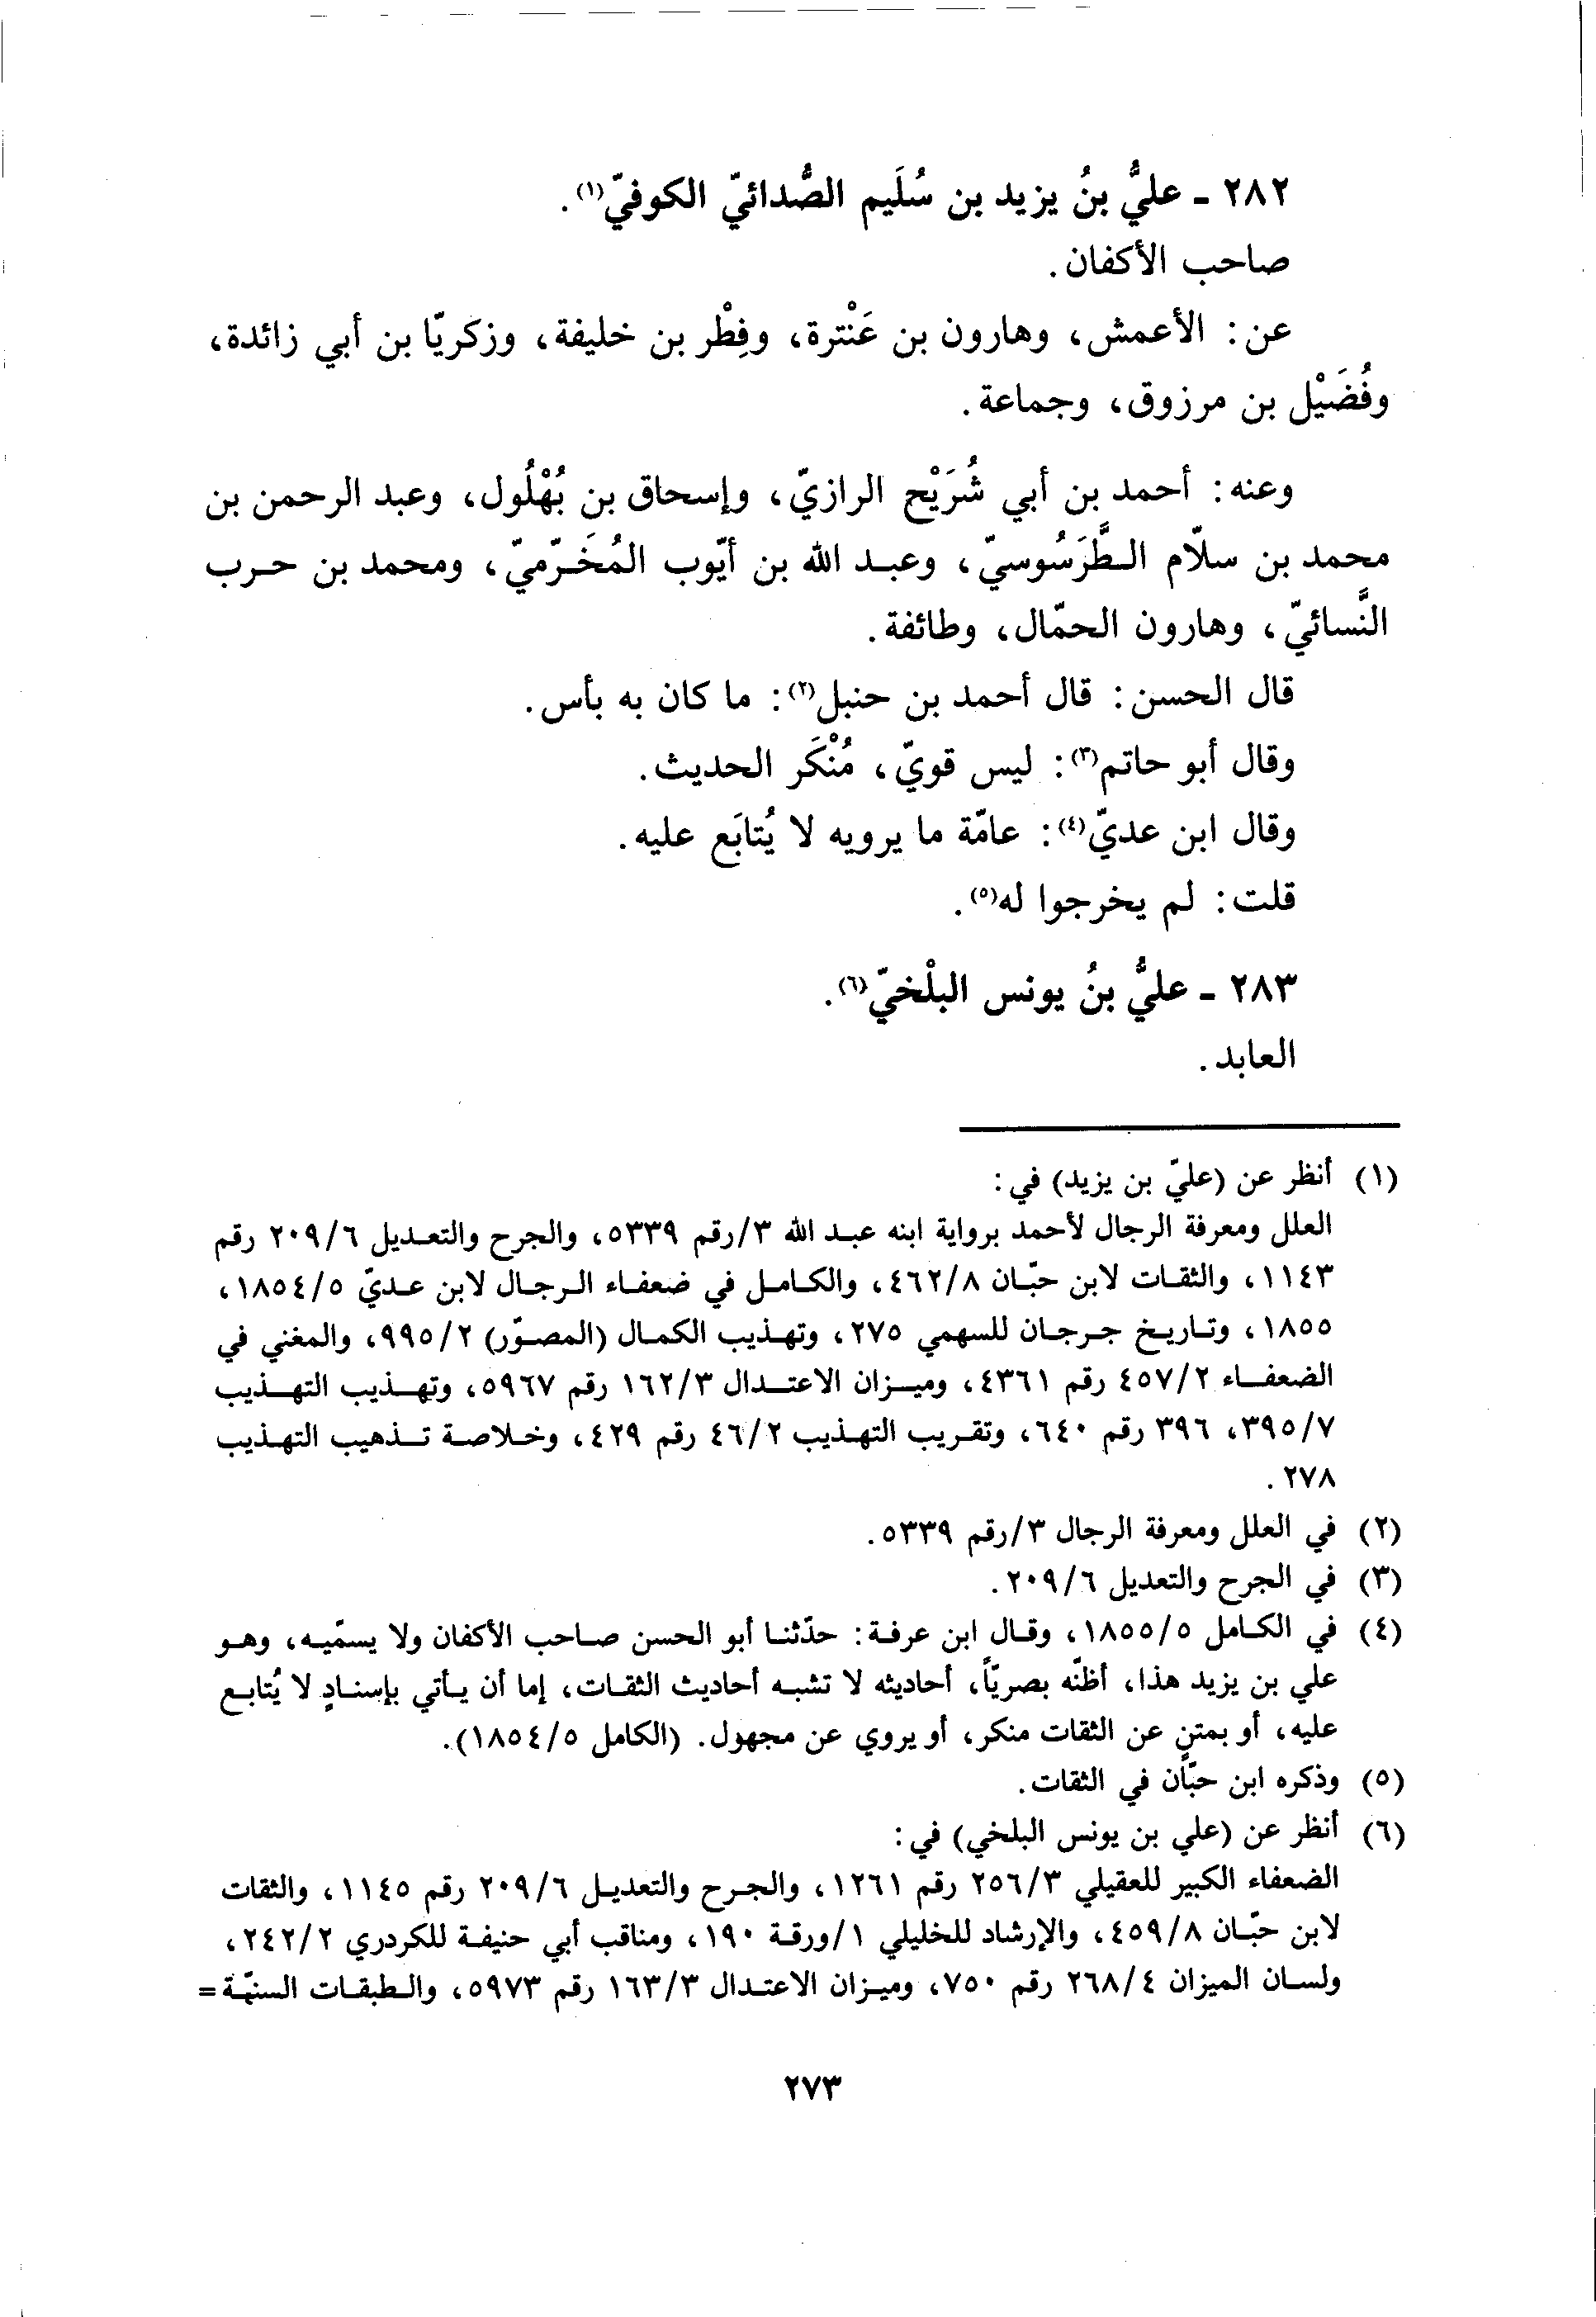 ٢٨٢ - عليُّ بنُ يزيد بن سُلَيم الصُّدائيّ الكوفيّ(١).
صاحب الأكفان.
عن: الأعمش، وهارون بن عَنْترة، وفِطْر بن خليفة، وزكريّا بن أبي زائدة،
وفُضَيْل بن مرزوق، وجماعة.
وعنه: أحمد بن أبي شُرَيْح الرازيّ، وإسحاق بن بُهْلُول، وعبد الرحمن بن
محمد بن سلاّم الطَّرَسُوسيّ، وعبد الله بن أيّوب المُخَرّميّ، ومحمد بن حرب
النَّسائيّ، وهارون الحمّال، وطائفة.
قال الحسن: قال أحمد بن حنبل(٢): ما كان به بأس.
وقال أبو حاتم(٣): ليس قويّ، مُنْكَر الحديث.
وقال ابن عديّ(٤): عامّة ما يرويه لا يُتابَع عليه.
قلت: لم يخرجوا له(٥).
٢٨٣ - عليُّ بنُ يونس البلْخيّ(٦).
العابد.
(١) أنظر عن (عليّ بن يزيد) في:
العلل ومعرفة الرجال لأحمد برواية ابنه عبد الله ٣/رقم ٥٣٣٩، والجرح والتعديل ٢٠٩/٦ رقم
١١٤٣، والثقات لابن حبّان ٤٦٢/٨، والكامل في ضعفاء الرجال لابن عديّ ١٨٥٤/٥،
١٨٥٥، وتاريخ جرجان للسهمي ٢٧٥، وتهذيب الكمال (المصوّر) ٩٩٥/٢، والمغني في
الضعفاء ٤٥٧/٢ رقم ٤٣٦١، وميزان الاعتدال ١٦٢/٣ رقم ٥٩٦٧، وتهذيب التهذيب
٣٩٥/٧، ٣٩٦ رقم ٦٤٠، وتقريب التهذيب ٤٦/٢ رقم ٤٢٩، وخلاصة تذهيب التهذيب
٢٧٨.
(٢) في العلل ومعرفة الرجال ٣/رقم ٥٣٣٩.
(٣) في الجرح والتعديل ٢٠٩/٦.
(٤) في الكامل ١٨٥٥/٥، وقال ابن عرفة: حدّثنا أبو الحسن صاحب الأكفان ولا يسمّيه، وهو
علي بن يزيد هذا، أظنّه بصريّاً، أحاديثه لا تشبه أحاديث الثقات، إما أن يأتي بإسنادٍ لا يُتابع
عليه، أو بمتنٍ عن الثقات منكر، أو يروي عن مجهول. (الكامل ١٨٥٤/٥).
(٥) وذكره ابن حبّان في الثقات.
(٦) أنظر عن (علي بن يونس البلخي) في:
الضعفاء الكبير للعقيلي ٢٥٦/٣ رقم ١٢٦١، والجرح والتعديل ٢٠٩/٦ رقم ١١٤٥، والثقات
لابن حبّان ٤٥٩/٨، والإرشاد للخليلي ١/ورقة ١٩٠، ومناقب أبي حنيفة للكردري ٢٤٢/٢،
ولسان الميزان ٢٦٨/٤ رقم ٧٥٠، وميزان الاعتدال ١٦٣/٣ رقم ٥٩٧٣، والطبقات السنيّة=
٢٧٣